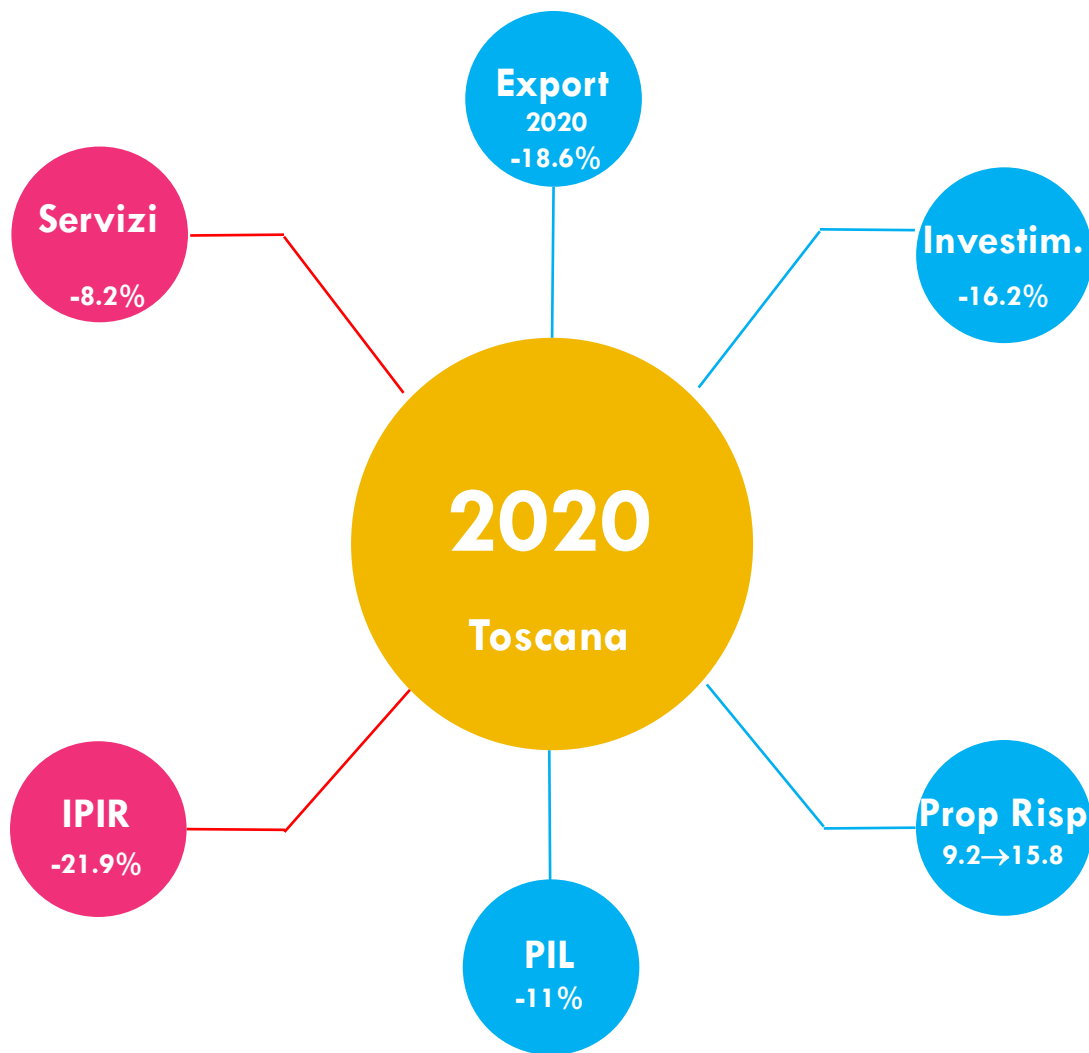 Export
2020
-18.6%
Servizi
-8.2%
Investim.
-16.2%
2020
Toscana
IPIR
-21.9%
Prop Risp
9.2→15.8
PIL
-11%